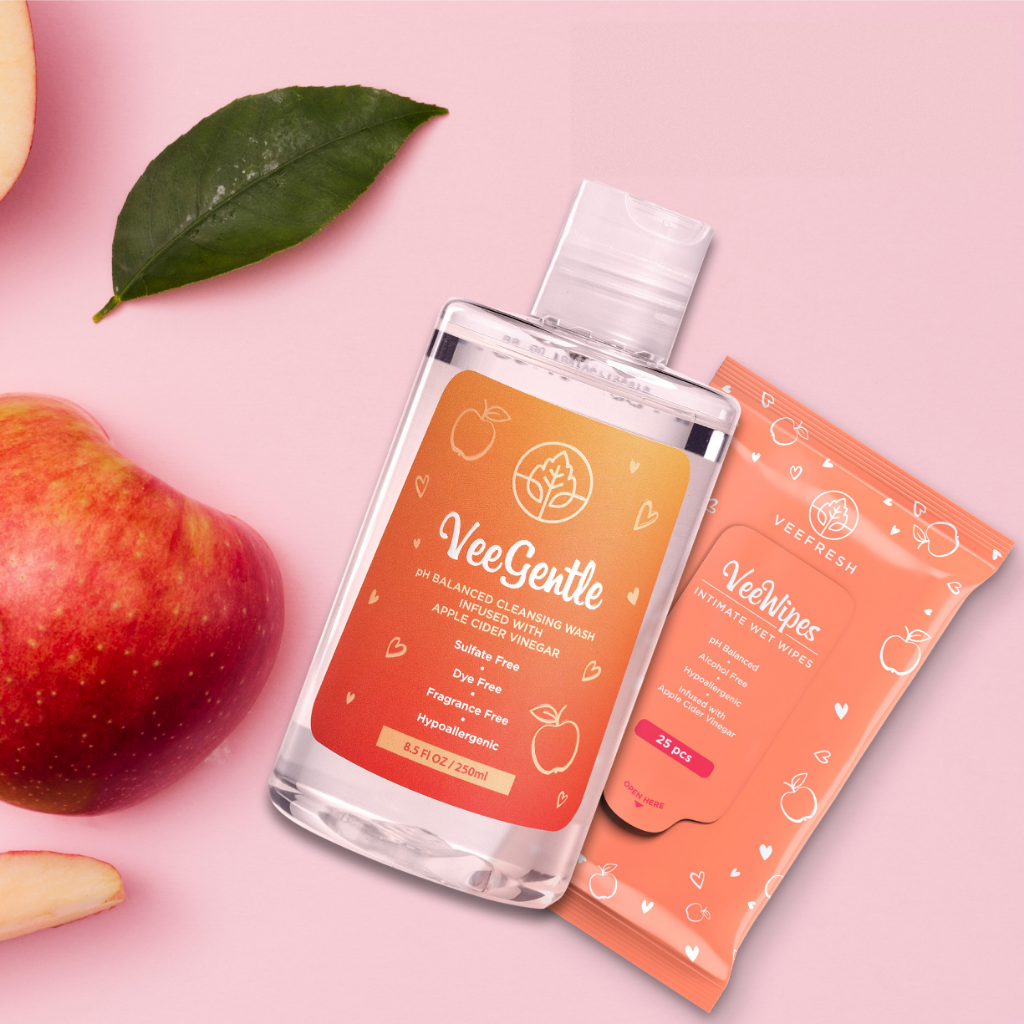 VeeGentle
pH BALANCED CLEANSING WASH
INFUSED WITH
APPLE CIDER VINEGAR
Sulfate Free
•
Dye Free
•
Fragrance Free
•
Hypoallergenic
8.5 Fl OZ / 250ml
VEEFRESH
VeeWipes
INTIMATE WET WIPES
pH Balanced
•
Alcohol Free
•
Hypoallergenic
•
Infused with
Apple Cider Vinegar
25 pcs
OPEN HERE